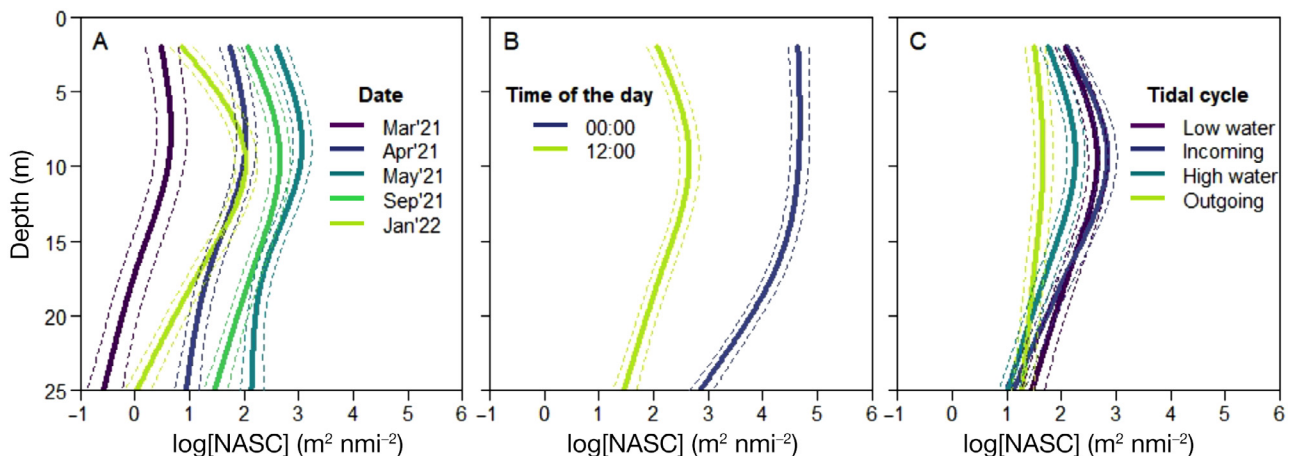 A
B
C
Date
Mar'21
Apr'21
May'21
Sep'21
Jan'22
Time of the day
00:00
12:00
Tidal cycle
Low water
Incoming
High water
Outgoing
Depth (m)
0
5
10
15
20
25
−1 0 1 2 3 4 5 6
−1 0 1 2 3 4 5 6
−1 0 1 2 3 4 5 6
log[NASC] (m² nmi⁻²)
log[NASC] (m² nmi⁻²)
log[NASC] (m² nmi⁻²)